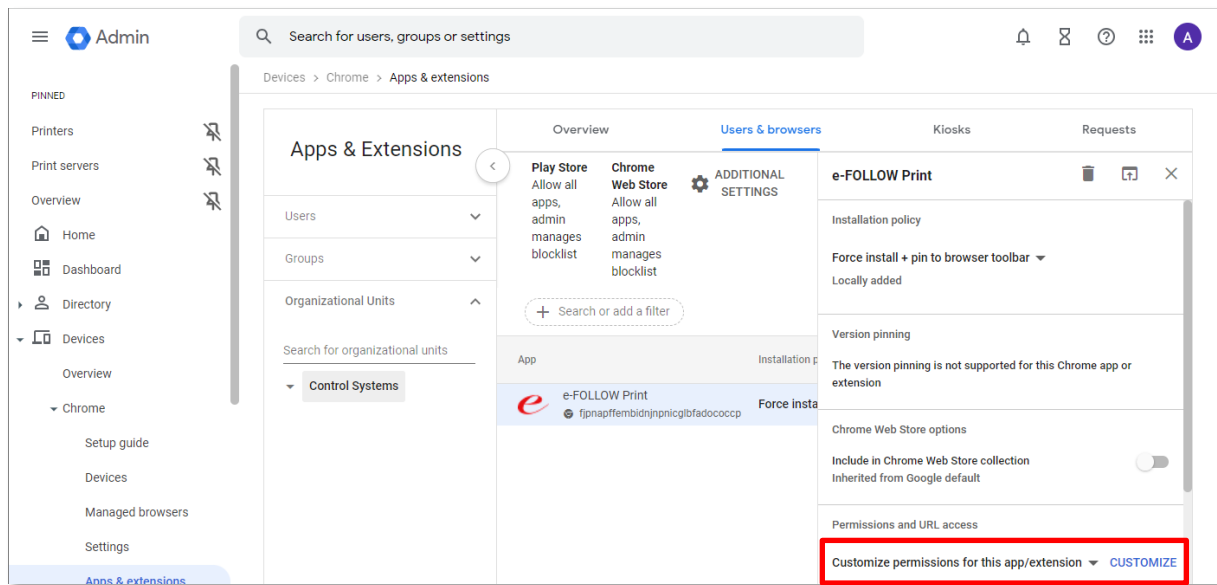 Admin
Search for users, groups or settings
A
Devices > Chrome > Apps & extensions
PINNED
Printers
Print servers
Overview
Home
Dashboard
Directory
Devices
Overview
Chrome
Setup guide
Devices
Managed browsers
Settings
Apps & extensions
Apps & Extensions
Users
Groups
Organizational Units
Search for organizational units
Control Systems
Overview
Users & browsers
Kiosks
Requests
Play Store
Allow all
apps,
admin
manages
blocklist
Chrome
Web Store
Allow all
apps,
admin
manages
blocklist
ADDITIONAL
SETTINGS
Search or add a filter
App
Installation p
e-FOLLOW Print
fjpnapffembidnjnpnicglbfadococcp
Force insta
e-FOLLOW Print
Installation policy
Force install + pin to browser toolbar
Locally added
Version pinning
The version pinning is not supported for this Chrome app or
extension
Chrome Web Store options
Include in Chrome Web Store collection
Inherited from Google default
Permissions and URL access
Customize permissions for this app/extension CUSTOMIZE